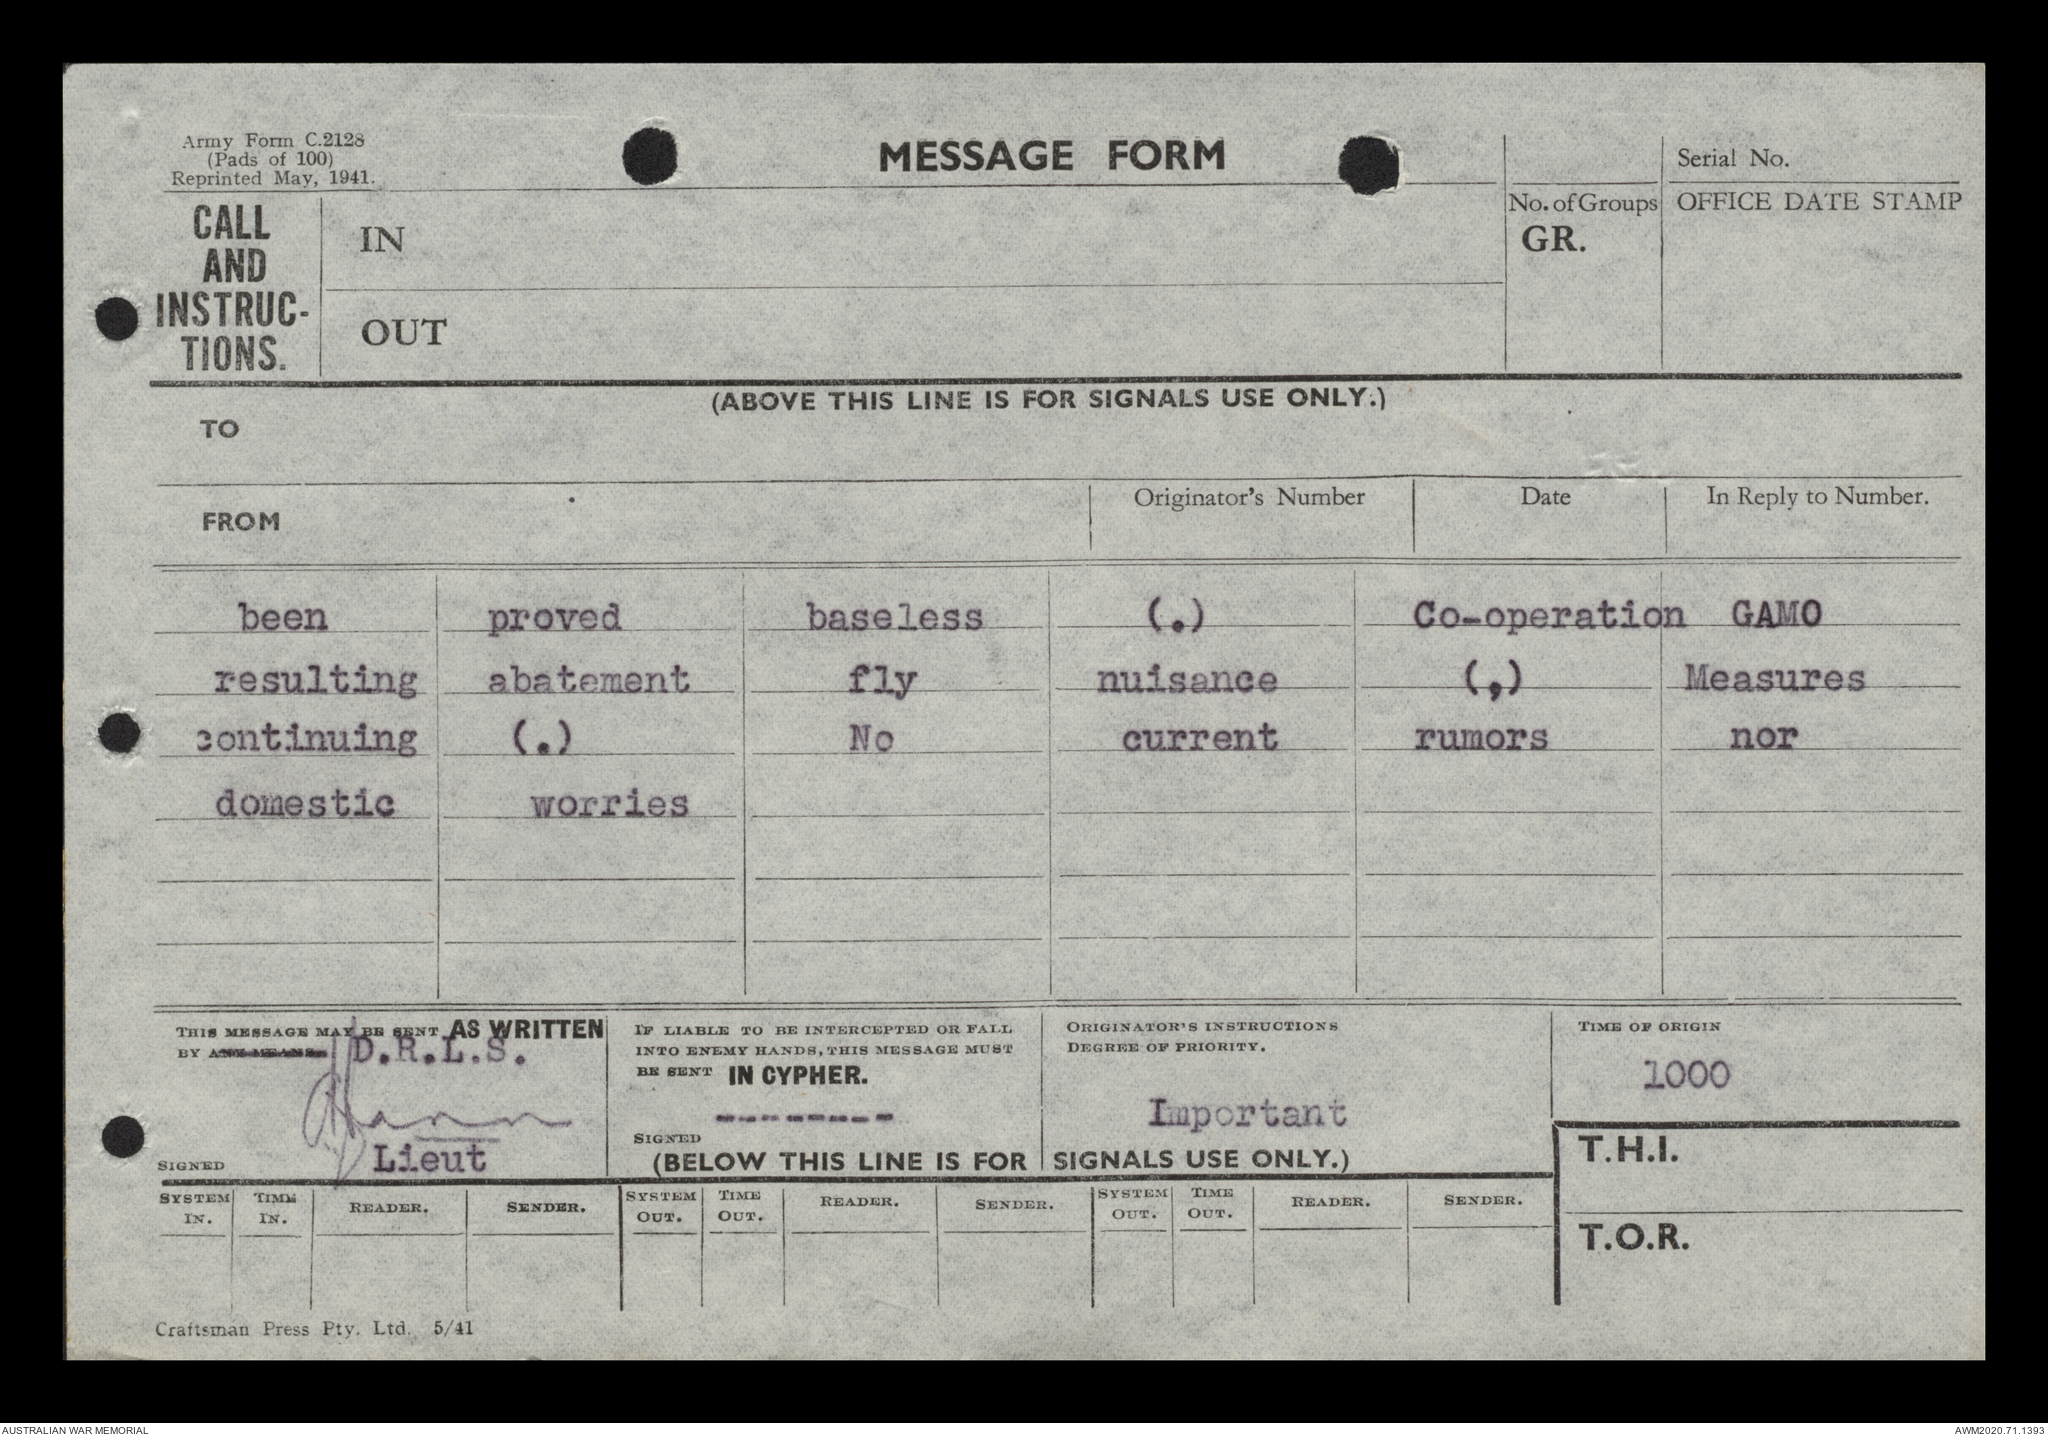 Army Form C.2128
(Pads of 100)
Reprinted May, 1941.
MESSAGE FORM
Serial No.
CALL
AND
INSTRUC-
TIONS.
IN
OUT
No. of Groups
GR.
OFFICE DATE STAMP
(ABOVE THIS LINE IS FOR SIGNALS USE ONLY.)
TO
FROM
Originator's Number
Date
In Reply to Number.
been proved baseless (.) Co-operation GAMO
resulting abatement fly nuisance (,) Measures
continuing (.) No current rumors nor
domestic worries
THIS MESSAGE MAY BE SENT AS WRITTEN
BY ANY MEANS. D.R.L.S.
Lieut
SIGNED
IF LIABLE TO BE INTERCEPTED OR FALL
INTO ENEMY HANDS, THIS MESSAGE MUST
BE SENT IN CYPHER.
--------
SIGNED
ORIGINATOR'S INSTRUCTIONS
DEGREE OF PRIORITY.
Important
TIME OF ORIGIN
1000
(BELOW THIS LINE IS FOR SIGNALS USE ONLY.)
T.H.I.
T.O.R.
SYSTEM IN. TIME IN. READER. SENDER. SYSTEM OUT. TIME OUT. READER. SENDER. SYSTEM OUT. TIME OUT. READER. SENDER.
Craftsman Press Pty. Ltd. 5/41
AUSTRALIAN WAR MEMORIAL
AWM2020.71.1393